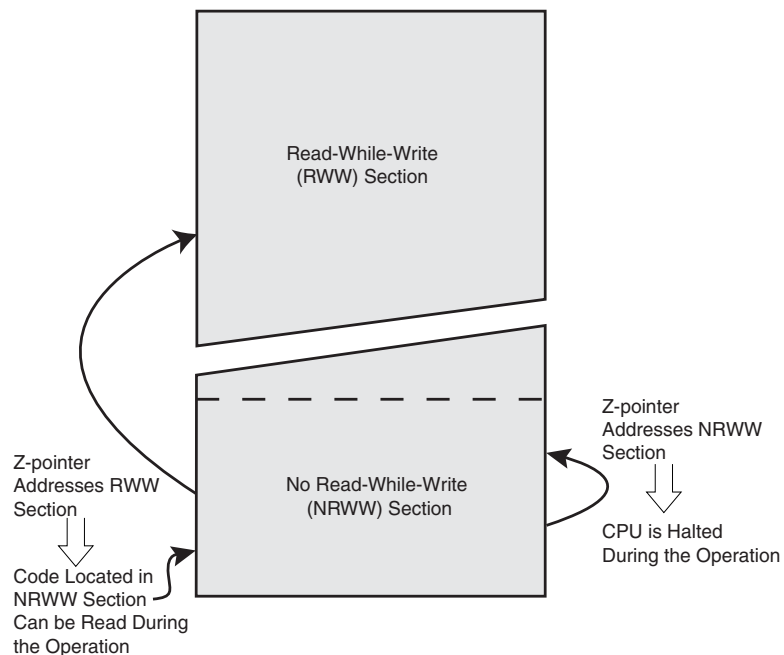 Read-While-Write
(RWW) Section
Z-pointer
Addresses NRWW
Section
Z-pointer
Addresses RWW
Section
No Read-While-Write
(NRWW) Section
CPU is Halted
During the Operation
Code Located in
NRWW Section
Can be Read During
the Operation